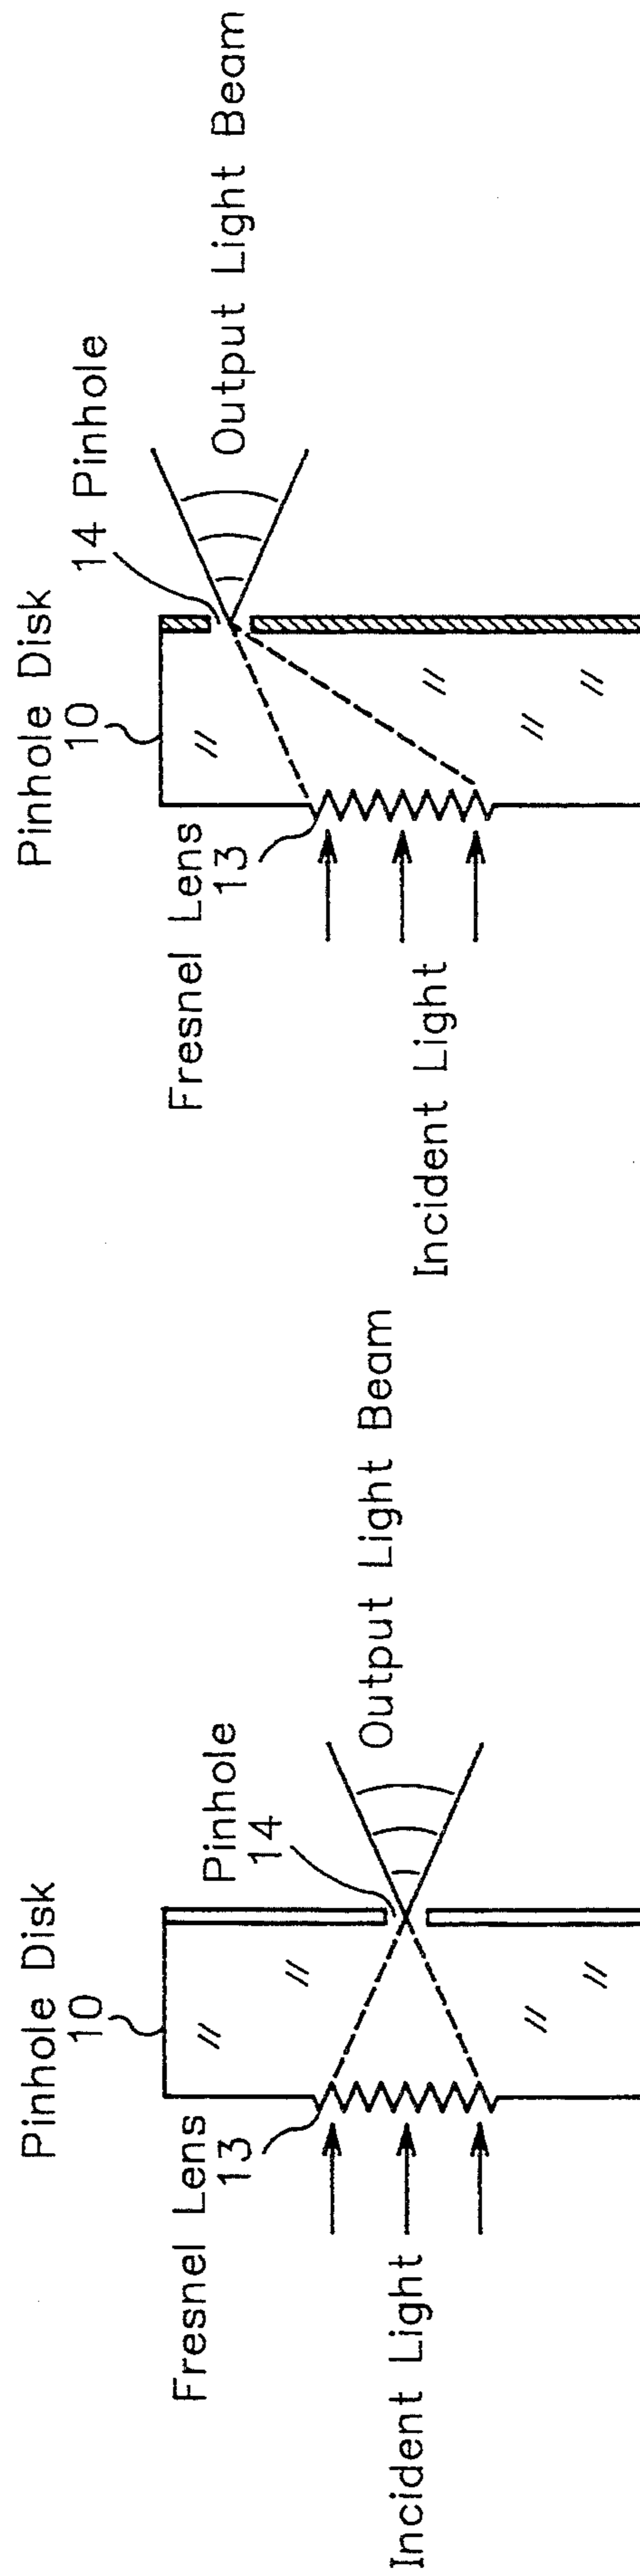 Pinhole Disk
10
Fresnel Lens
13
Pinhole
14
Incident Light
Output Light Beam
Pinhole Disk
10
Fresnel Lens
13
14 Pinhole
Incident Light
Output Light Beam